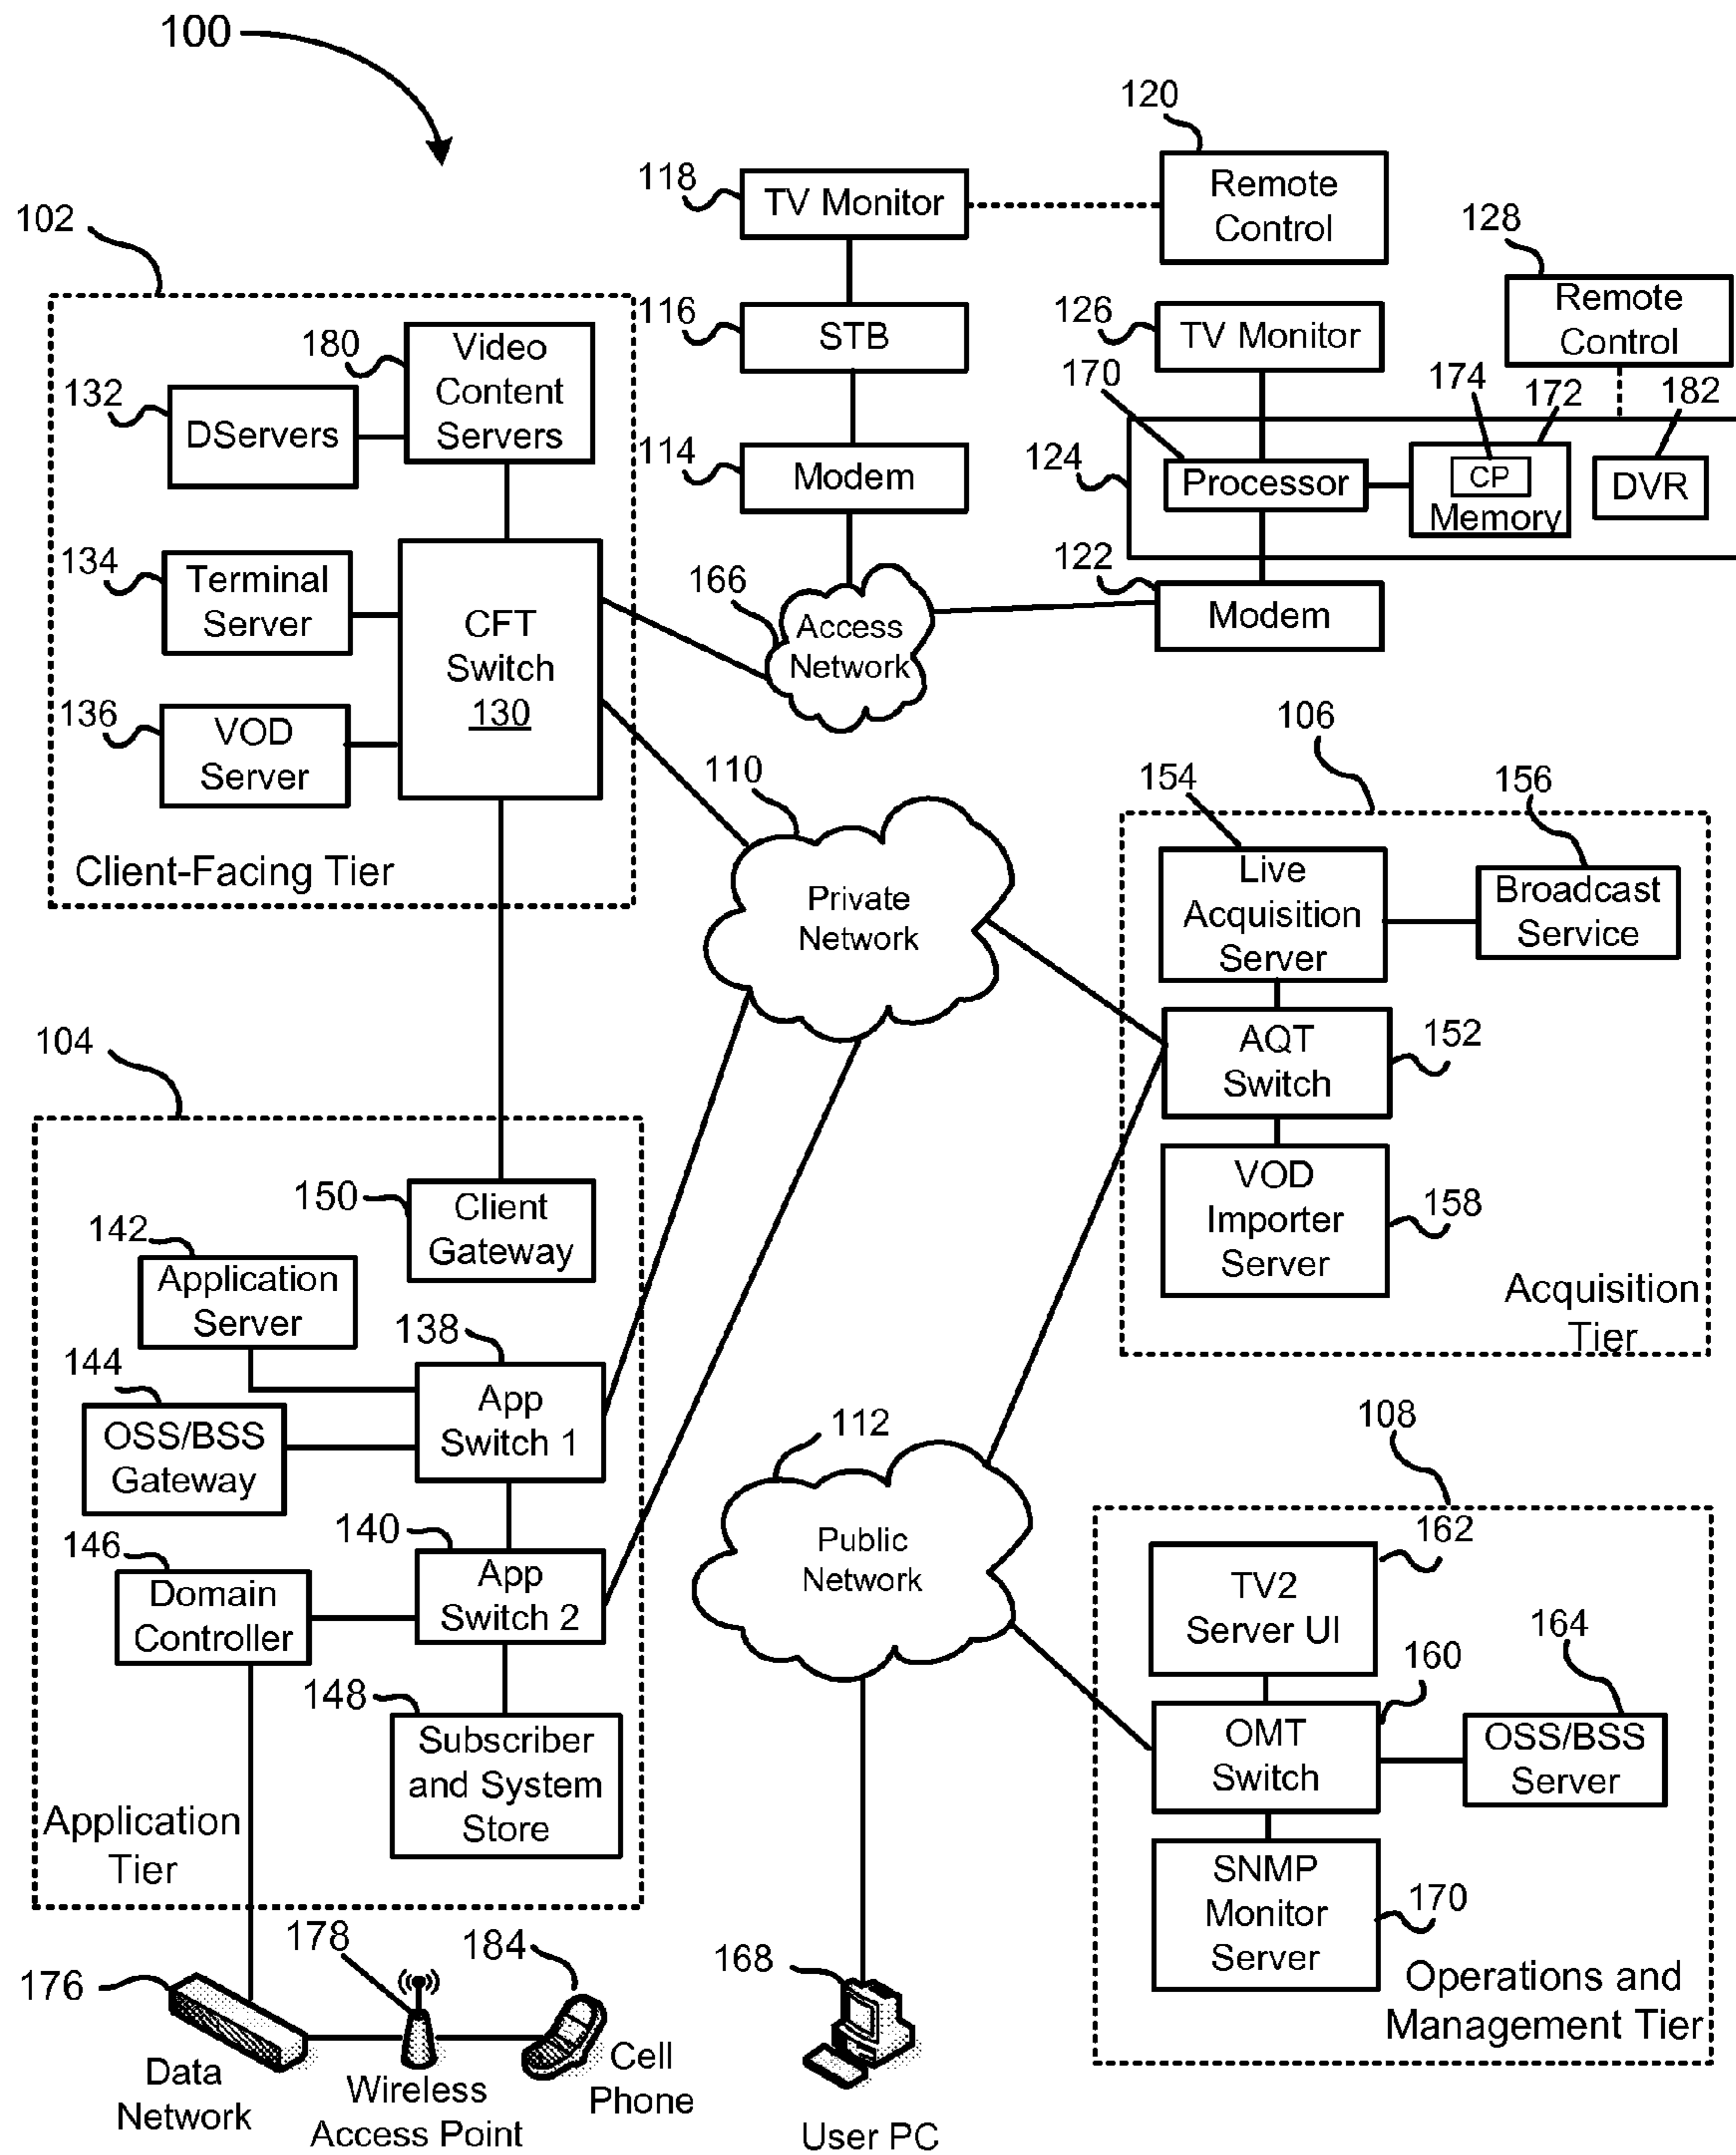 100
120
118
TV Monitor
Remote
Control
128
102
Remote
Control
116
STB
126
TV Monitor
180
Video
Content
Servers
132
DServers
170
174
172
182
114
Modem
124
Processor
CP
Memory
DVR
134
Terminal
Server
CFT
Switch
130
166
Access
Network
122
Modem
136
VOD
Server
Client-Facing Tier
110
Private
Network
106
154
156
Live
Acquisition
Server
Broadcast
Service
AQT
Switch
152
VOD
Importer
Server
158
Acquisition
Tier
104
150
Client
Gateway
142
Application
Server
138
App
Switch 1
144
OSS/BSS
Gateway
140
App
Switch 2
146
Domain
Controller
148
Subscriber
and System
Store
Application
Tier
112
Public
Network
108
162
TV2
Server UI
160
164
OMT
Switch
OSS/BSS
Server
SNMP
Monitor
Server
170
Operations and
Management Tier
176
Data
Network
178
Wireless
Access Point
184
Cell
Phone
168
User PC